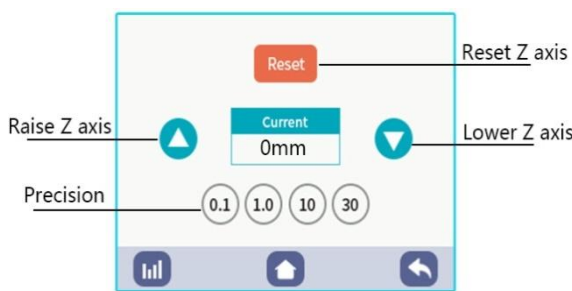 Reset
Reset Z axis
Raise Z axis
Current
0mm
Lower Z axis
Precision
0.1 1.0 10 30